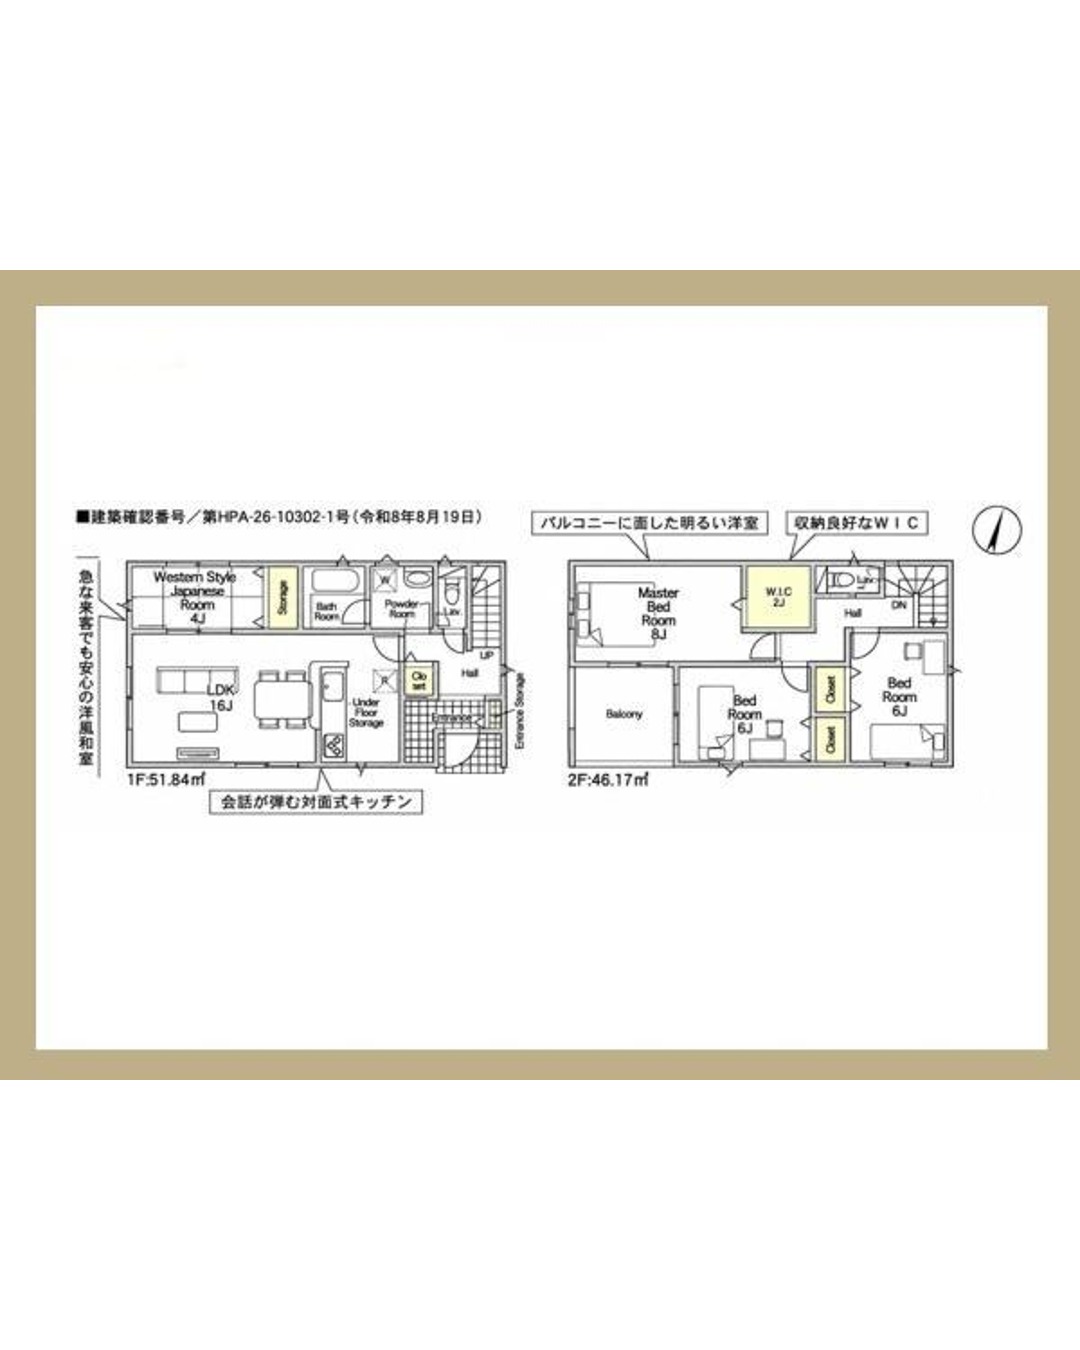 ■建築確認番号／第HPA-26-10302-1号(令和8年8月19日)
バルコニーに面した明るい洋室
収納良好なＷＩＣ
急な来客でも安心の洋風和室
Western Style
Japanese
Room
4J
Storage
Bath
Room
W
Powder
Room
Lav
UP
Hall
Clo
set
R
LDK
16J
Under
Floor
Storage
Entrance
Entrance Storage
1F:51.84㎡
会話が弾む対面式キッチン
Master
Bed
Room
8J
W.I.C
2J
Lav
Hall
DN
Balcony
Bed
Room
6J
Closet
Closet
Bed
Room
6J
2F:46.17㎡